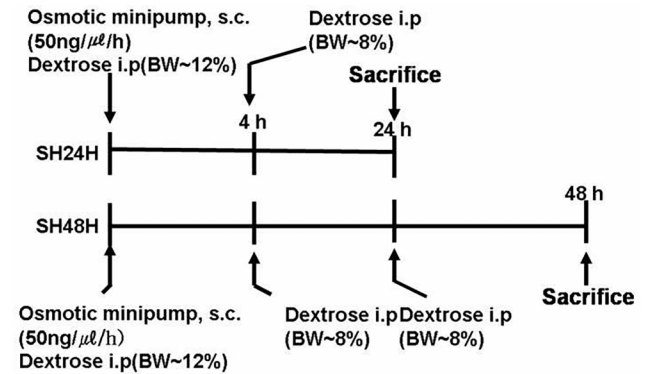 Osmotic minipump, s.c.
(50ng/㎕/h)
Dextrose i.p(BW~12%)
Dextrose i.p
(BW~8%)
Sacrifice
4 h
24 h
SH24H
48 h
SH48H
Sacrifice
Osmotic minipump, s.c.
(50ng/㎕/h)
Dextrose i.p(BW~12%)
Dextrose i.p
(BW~8%)
Dextrose i.p
(BW~8%)